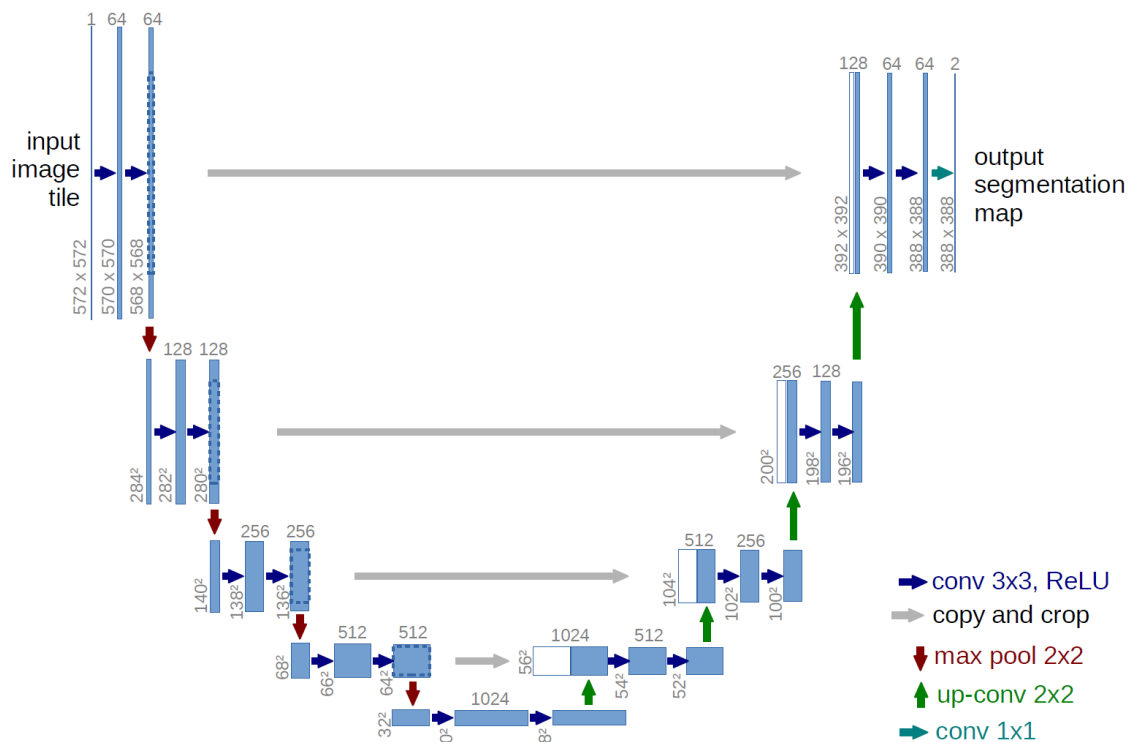 1 64 64
128 64 64 2
input
image
tile
output
segmentation
map
572 x 572
570 x 570
568 x 568
392 x 392
390 x 390
388 x 388
388 x 388
128 128
256 128
284²
282²
280²
200²
198²
196²
256 256
512 256
140²
138²
136²
104²
102²
100²
512 512
1024 512
68²
66²
64²
56²
54²
52²
1024
32²
conv 3x3, ReLU
copy and crop
max pool 2x2
up-conv 2x2
conv 1x1